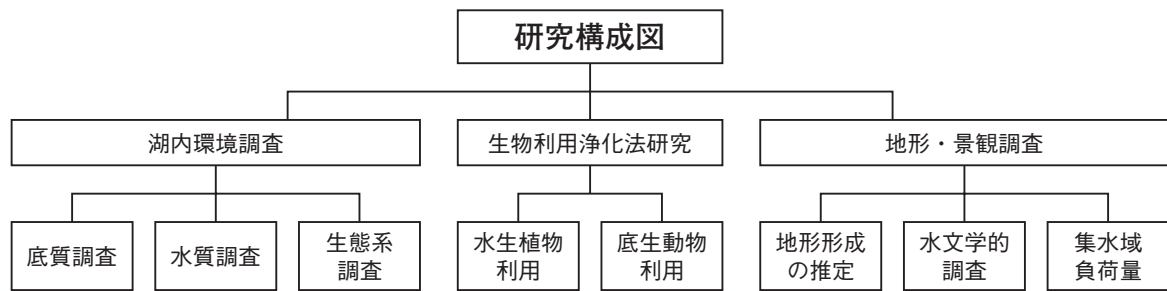 研究構成図
湖内環境調査
生物利用浄化法研究
地形・景観調査
底質調査
水質調査
生態系
調査
水生植物
利用
底生動物
利用
地形形成
の推定
水文学的
調査
集水域
負荷量